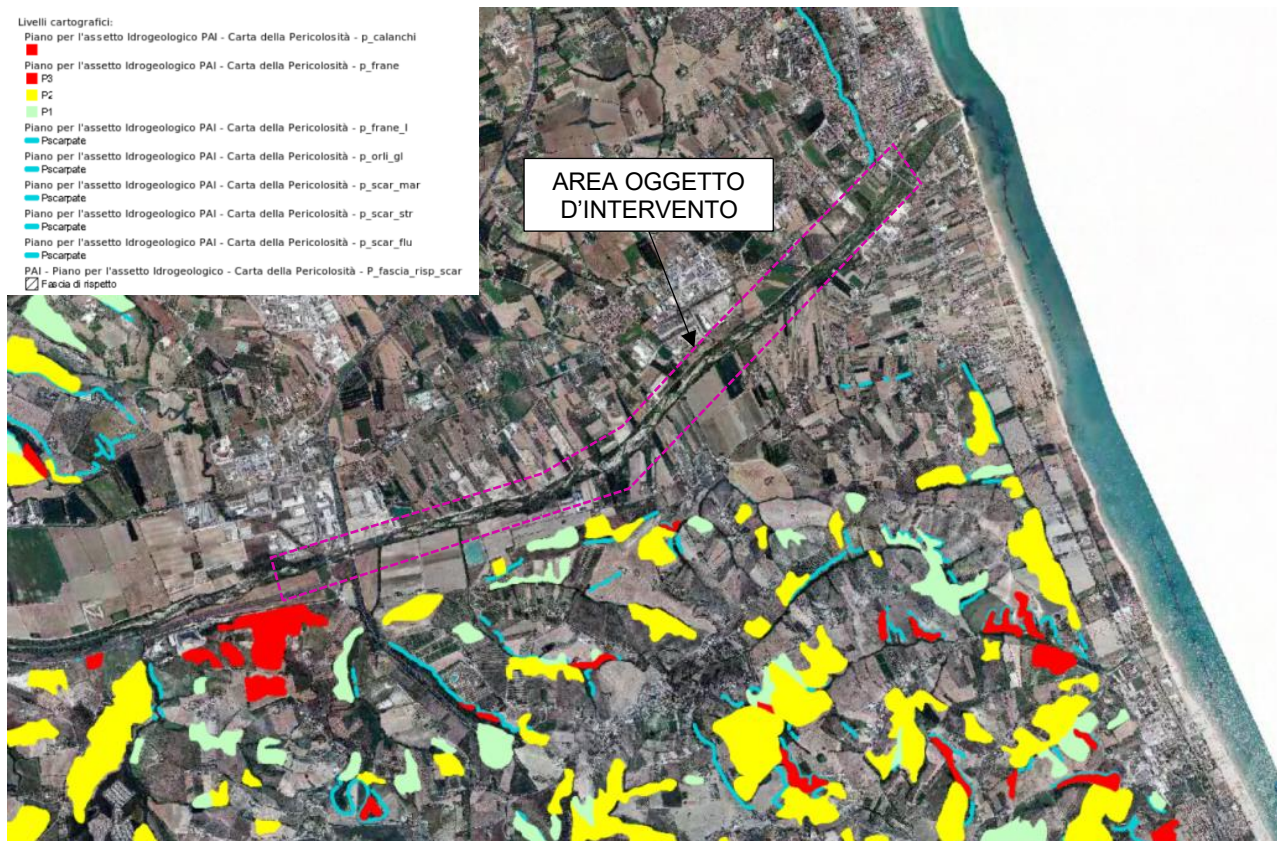 Livelli cartografici:
Piano per l'assetto Idrogeologico PAI - Carta della Pericolosità - p_calanchi
Piano per l'assetto Idrogeologico PAI - Carta della Pericolosità - p_frane
P3
P2
P1
Piano per l'assetto Idrogeologico PAI - Carta della Pericolosità - p_frane_l
Pscarpate
Piano per l'assetto Idrogeologico PAI - Carta della Pericolosità - p_orli_gl
Pscarpate
Piano per l'assetto Idrogeologico PAI - Carta della Pericolosità - p_scar_mar
Pscarpate
Piano per l'assetto Idrogeologico PAI - Carta della Pericolosità - p_scar_str
Pscarpate
Piano per l'assetto Idrogeologico PAI - Carta della Pericolosità - p_scar_flu
Pscarpate
PAI - Piano per l'assetto Idrogeologico - Carta della Pericolosità - P_fascia_risp_scar
Fascia di rispetto
AREA OGGETTO
D'INTERVENTO